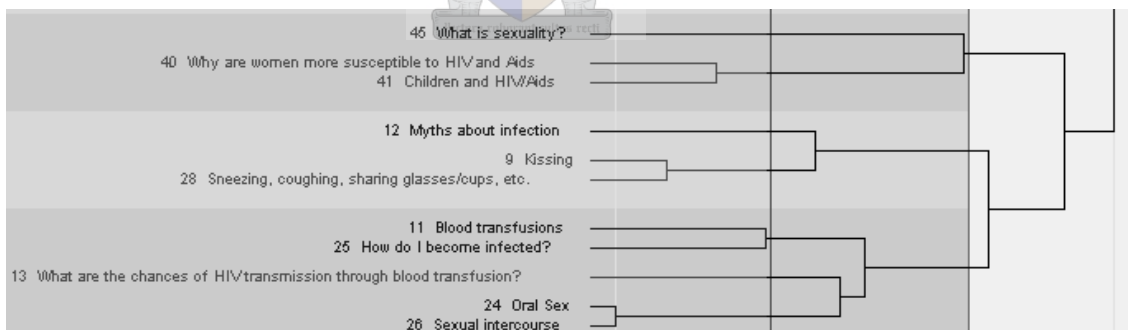 45 What is sexuality?
40 Why are women more susceptible to HIV and Aids
41 Children and HIV/Aids
12 Myths about infection
9 Kissing
28 Sneezing, coughing, sharing glasses/cups, etc.
11 Blood transfusions
25 How do I become infected?
13 What are the chances of HIV transmission through blood transfusion?
24 Oral Sex
26 Sexual intercourse